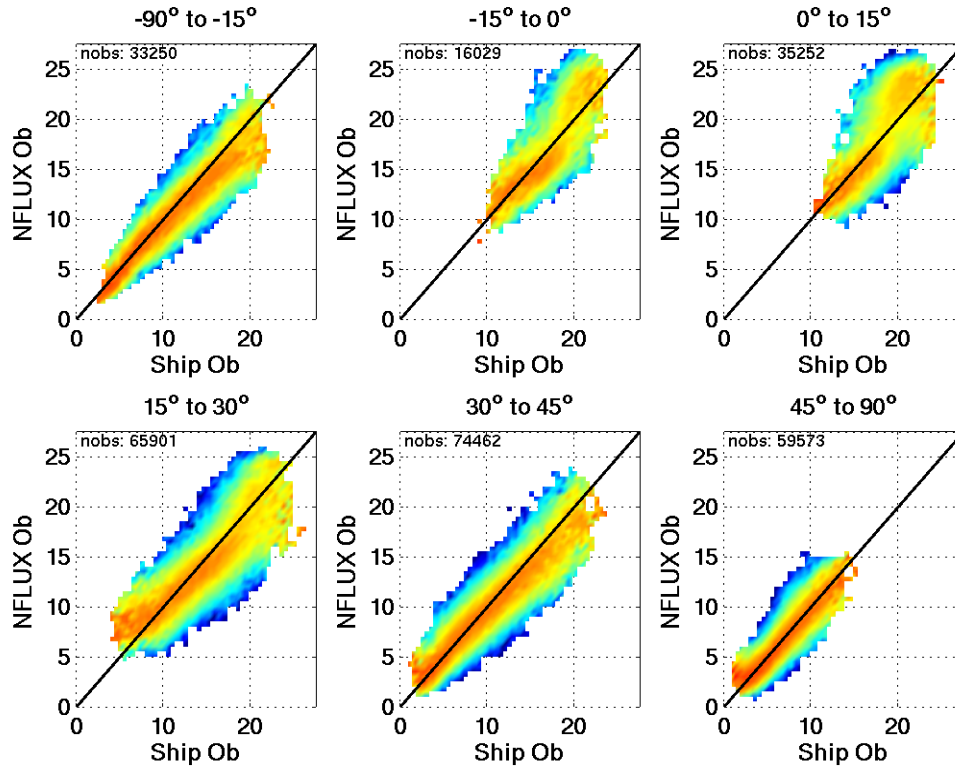 -90° to -15°
nobs: 33250
25
20
15
10
5
0
NFLUX Ob
0 10 20
Ship Ob
-15° to 0°
nobs: 16029
25
20
15
10
5
0
NFLUX Ob
0 10 20
Ship Ob
0° to 15°
nobs: 35252
25
20
15
10
5
0
NFLUX Ob
0 10 20
Ship Ob
15° to 30°
nobs: 65901
25
20
15
10
5
0
NFLUX Ob
0 10 20
Ship Ob
30° to 45°
nobs: 74462
25
20
15
10
5
0
NFLUX Ob
0 10 20
Ship Ob
45° to 90°
nobs: 59573
25
20
15
10
5
0
NFLUX Ob
0 10 20
Ship Ob